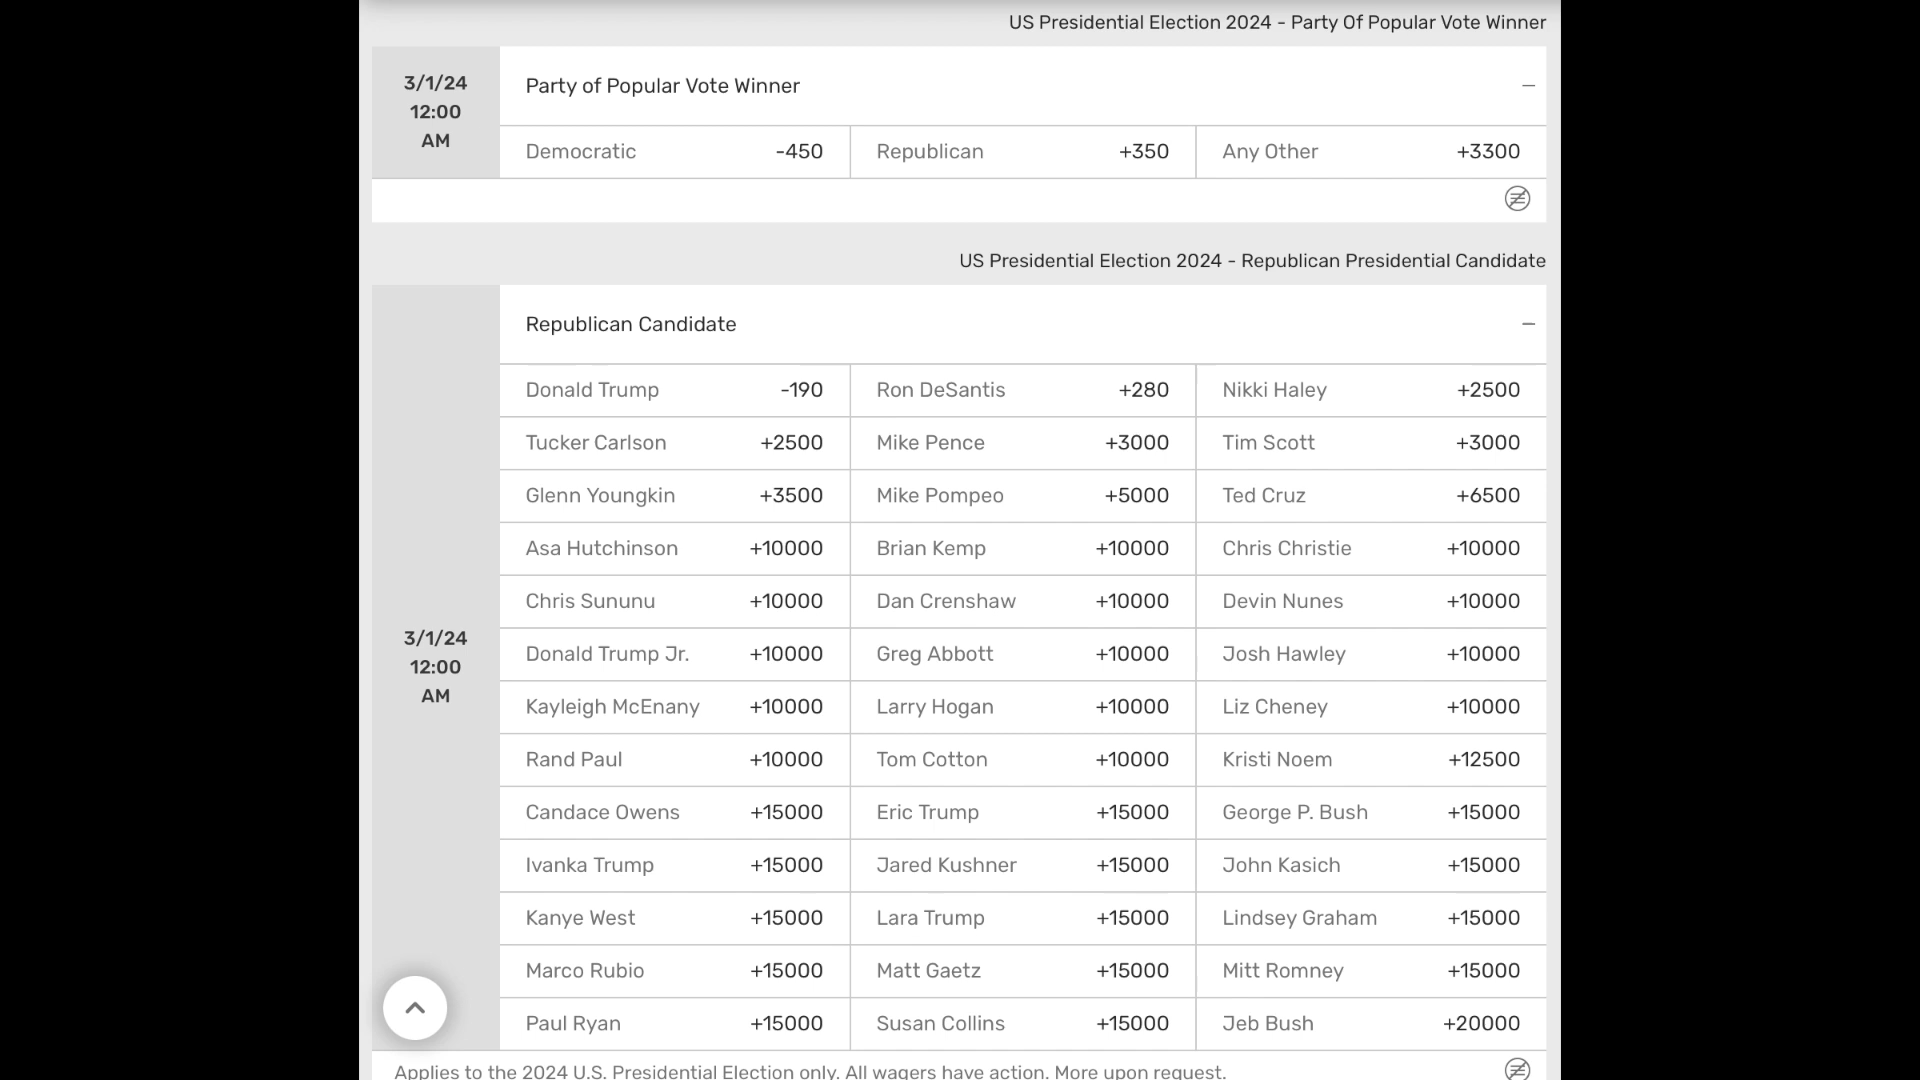 US Presidential Election 2024 - Party Of Popular Vote Winner
3/1/24
12:00
AM
Party of Popular Vote Winner
Democratic -450 Republican +350 Any Other +3300
US Presidential Election 2024 - Republican Presidential Candidate
3/1/24
12:00
AM
Republican Candidate
Donald Trump -190 Ron DeSantis +280 Nikki Haley +2500
Tucker Carlson +2500 Mike Pence +3000 Tim Scott +3000
Glenn Youngkin +3500 Mike Pompeo +5000 Ted Cruz +6500
Asa Hutchinson +10000 Brian Kemp +10000 Chris Christie +10000
Chris Sununu +10000 Dan Crenshaw +10000 Devin Nunes +10000
Donald Trump Jr. +10000 Greg Abbott +10000 Josh Hawley +10000
Kayleigh McEnany +10000 Larry Hogan +10000 Liz Cheney +10000
Rand Paul +10000 Tom Cotton +10000 Kristi Noem +12500
Candace Owens +15000 Eric Trump +15000 George P. Bush +15000
Ivanka Trump +15000 Jared Kushner +15000 John Kasich +15000
Kanye West +15000 Lara Trump +15000 Lindsey Graham +15000
Marco Rubio +15000 Matt Gaetz +15000 Mitt Romney +15000
Paul Ryan +15000 Susan Collins +15000 Jeb Bush +20000
Applies to the 2024 U.S. Presidential Election only. All wagers have action. More upon request.